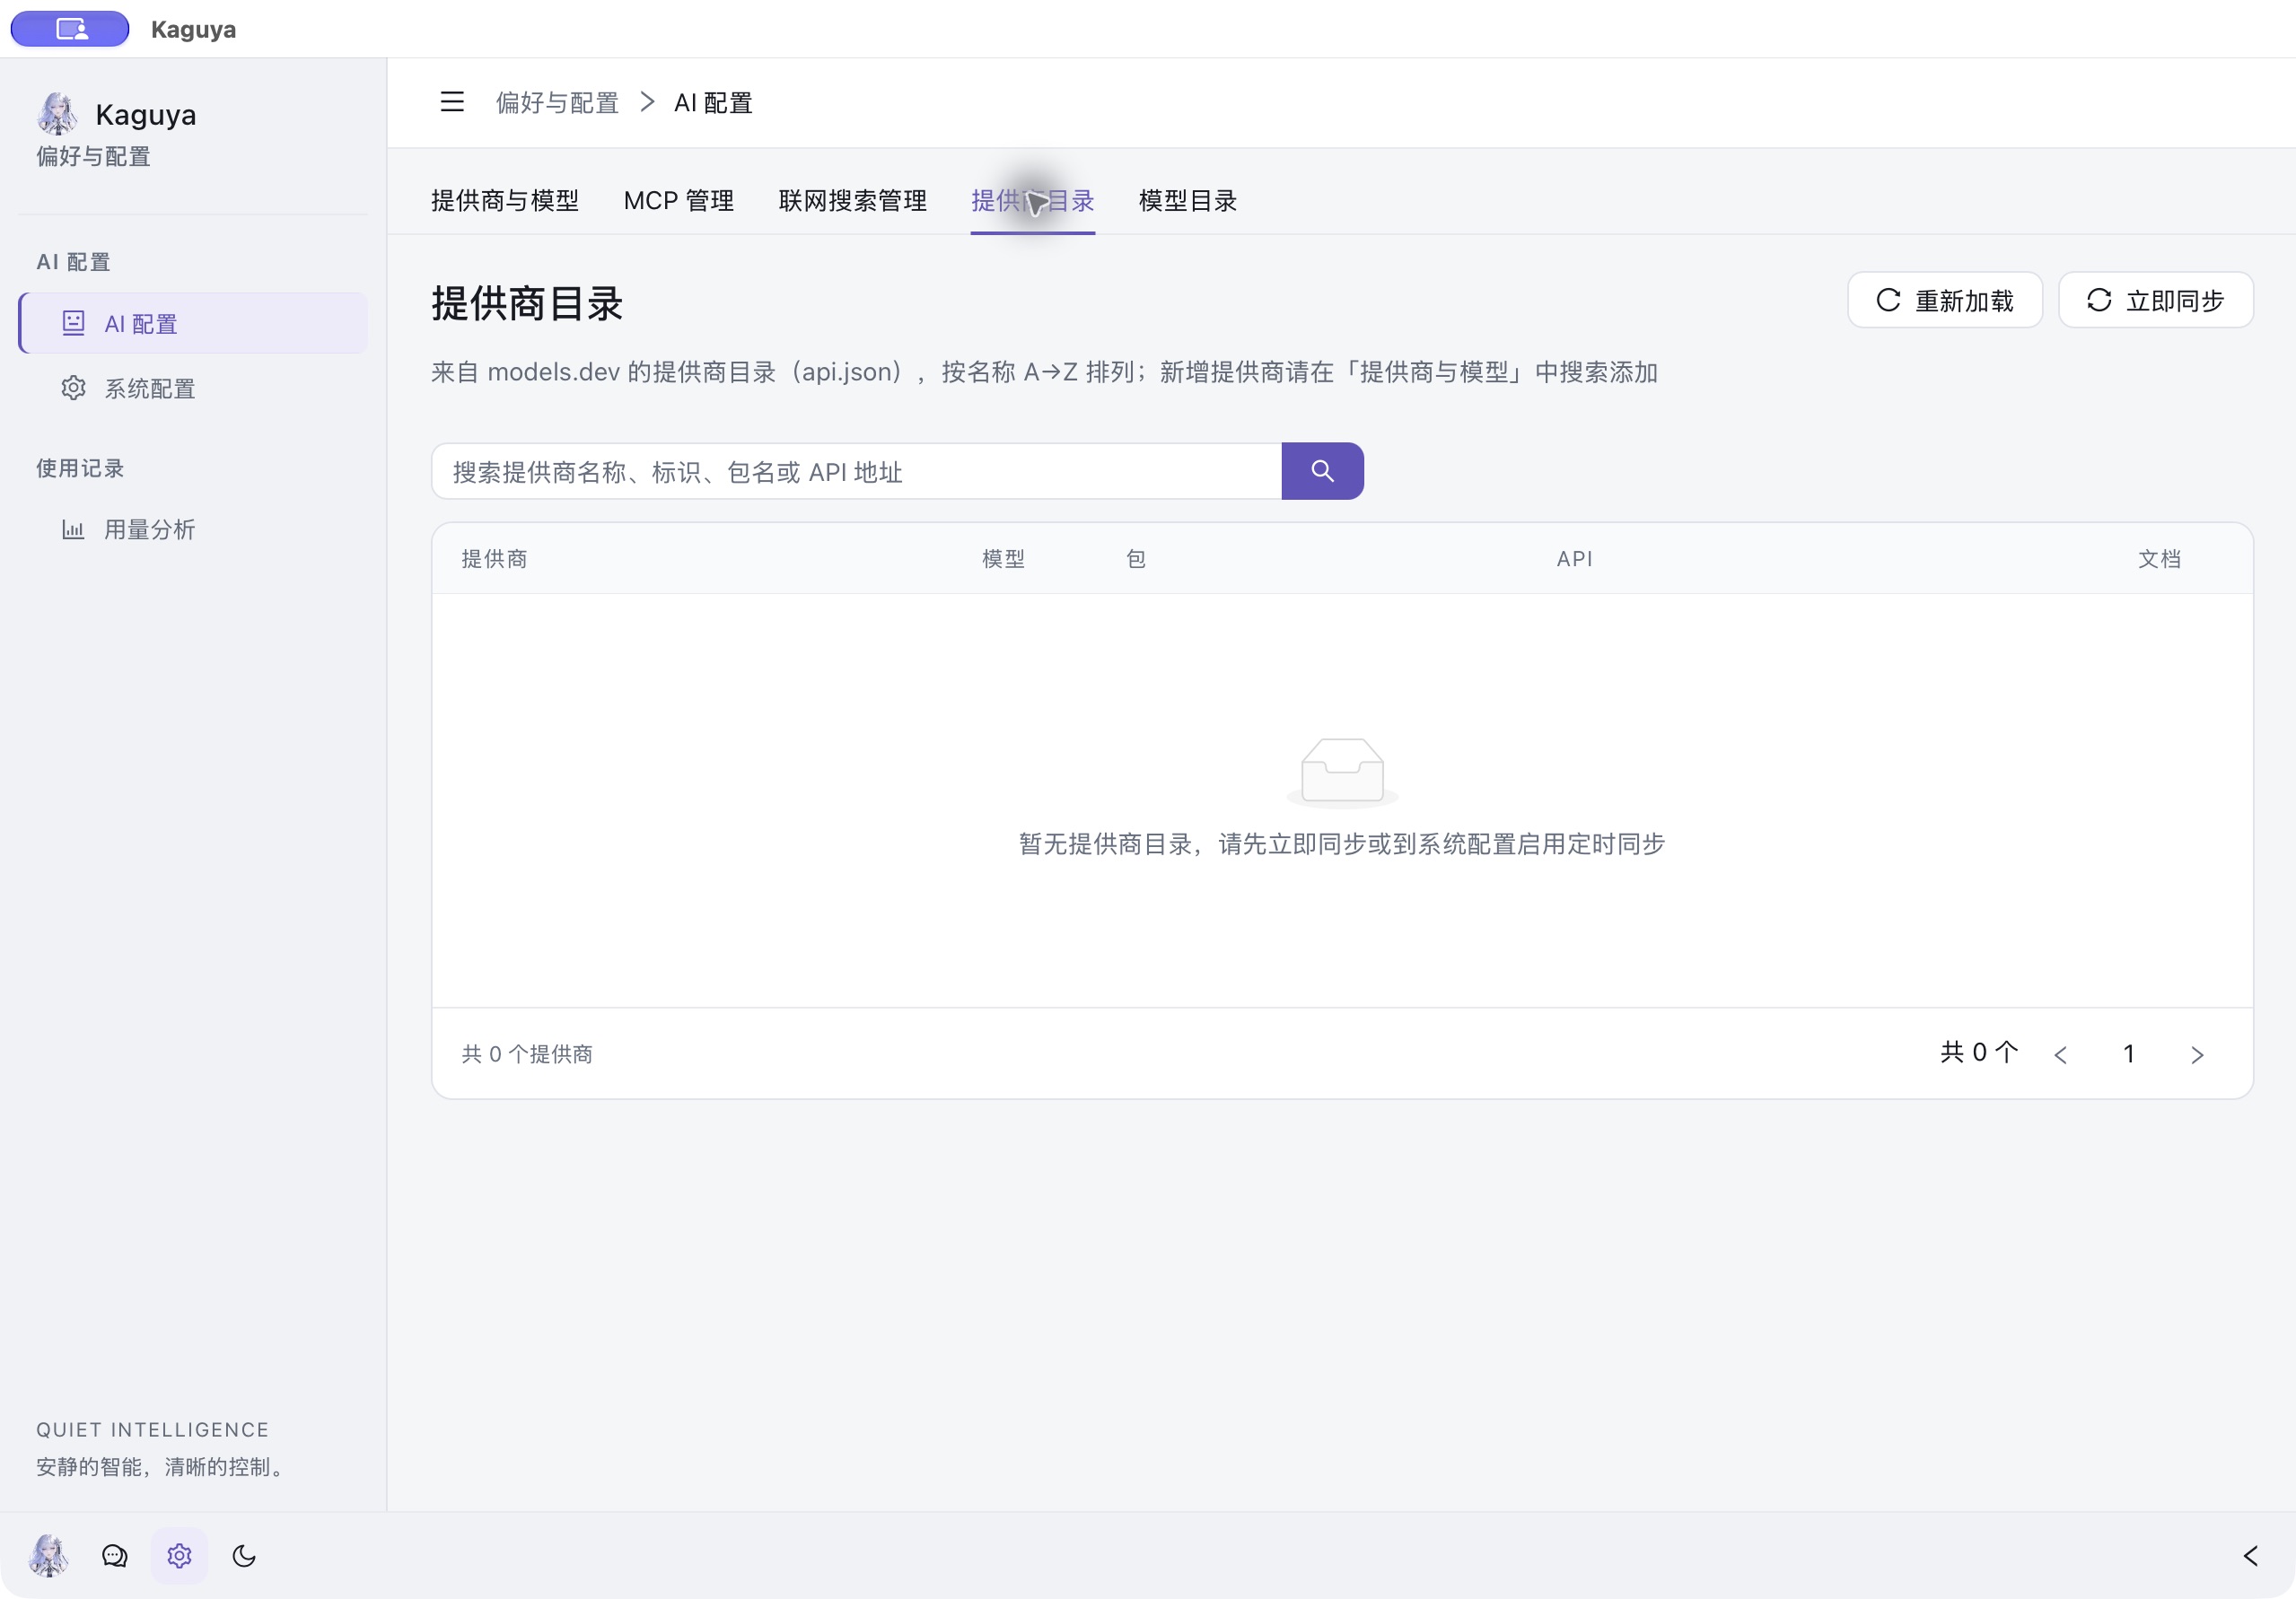 Kaguya
Kaguya
偏好与配置
AI 配置
AI 配置
系统配置
使用记录
用量分析
QUIET INTELLIGENCE
安静的智能，清晰的控制。
偏好与配置 > AI 配置
提供商与模型 MCP 管理 联网搜索管理 提供商目录 模型目录
提供商目录
重新加载 立即同步
来自 models.dev 的提供商目录（api.json），按名称 A→Z 排列；新增提供商请在「提供商与模型」中搜索添加
搜索提供商名称、标识、包名或 API 地址
提供商 模型 包 API 文档
暂无提供商目录，请先立即同步或到系统配置启用定时同步
共 0 个提供商 共 0 个 < 1 >